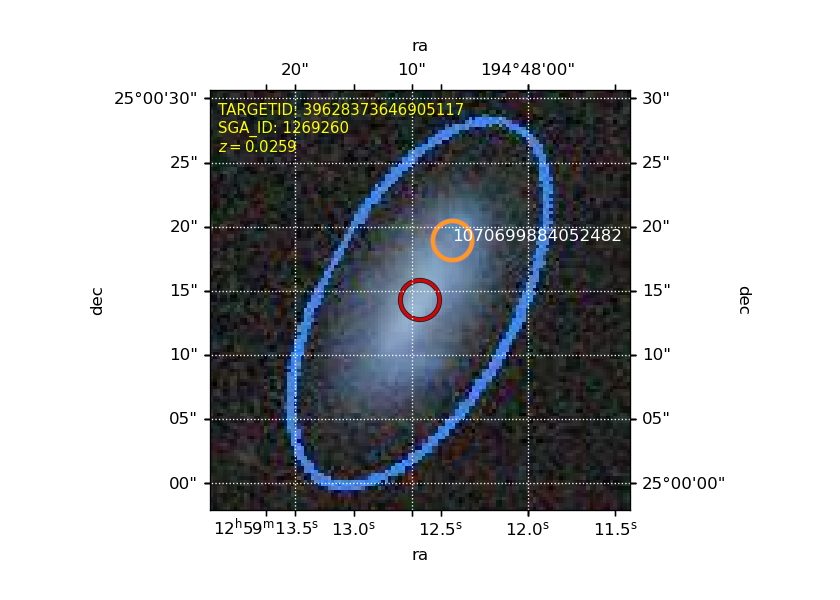 ra
20" 10" 194°48'00"
25°00'30" 30"
TARGETID: 39628373646905117
SGA_ID: 1269260
z = 0.0259
25" 25"
20" 20"
1070699884052482
15" 15"
dec dec
10" 10"
05" 05"
00" 25°00'00"
12h59m13.5s 13.0s 12.5s 12.0s 11.5s
ra